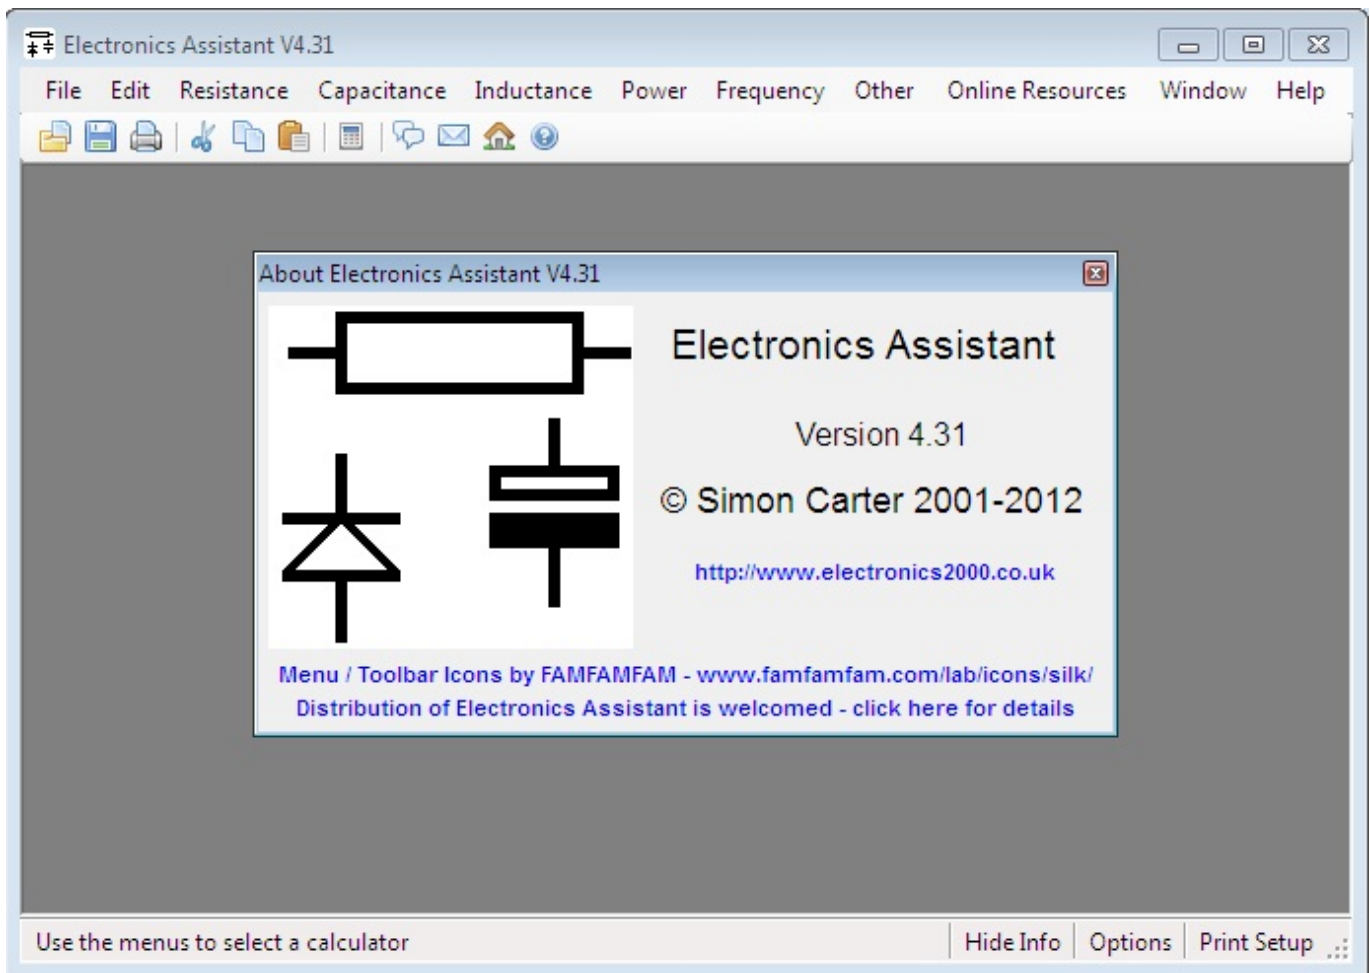 Electronics Assistant V4.31
File Edit Resistance Capacitance Inductance Power Frequency Other Online Resources Window Help
About Electronics Assistant V4.31
Electronics Assistant
Version 4.31
© Simon Carter 2001-2012
http://www.electronics2000.co.uk
Menu / Toolbar Icons by FAMFAMFAM - www.famfamfam.com/lab/icons/silk/
Distribution of Electronics Assistant is welcomed - click here for details
Use the menus to select a calculator Hide Info Options Print Setup